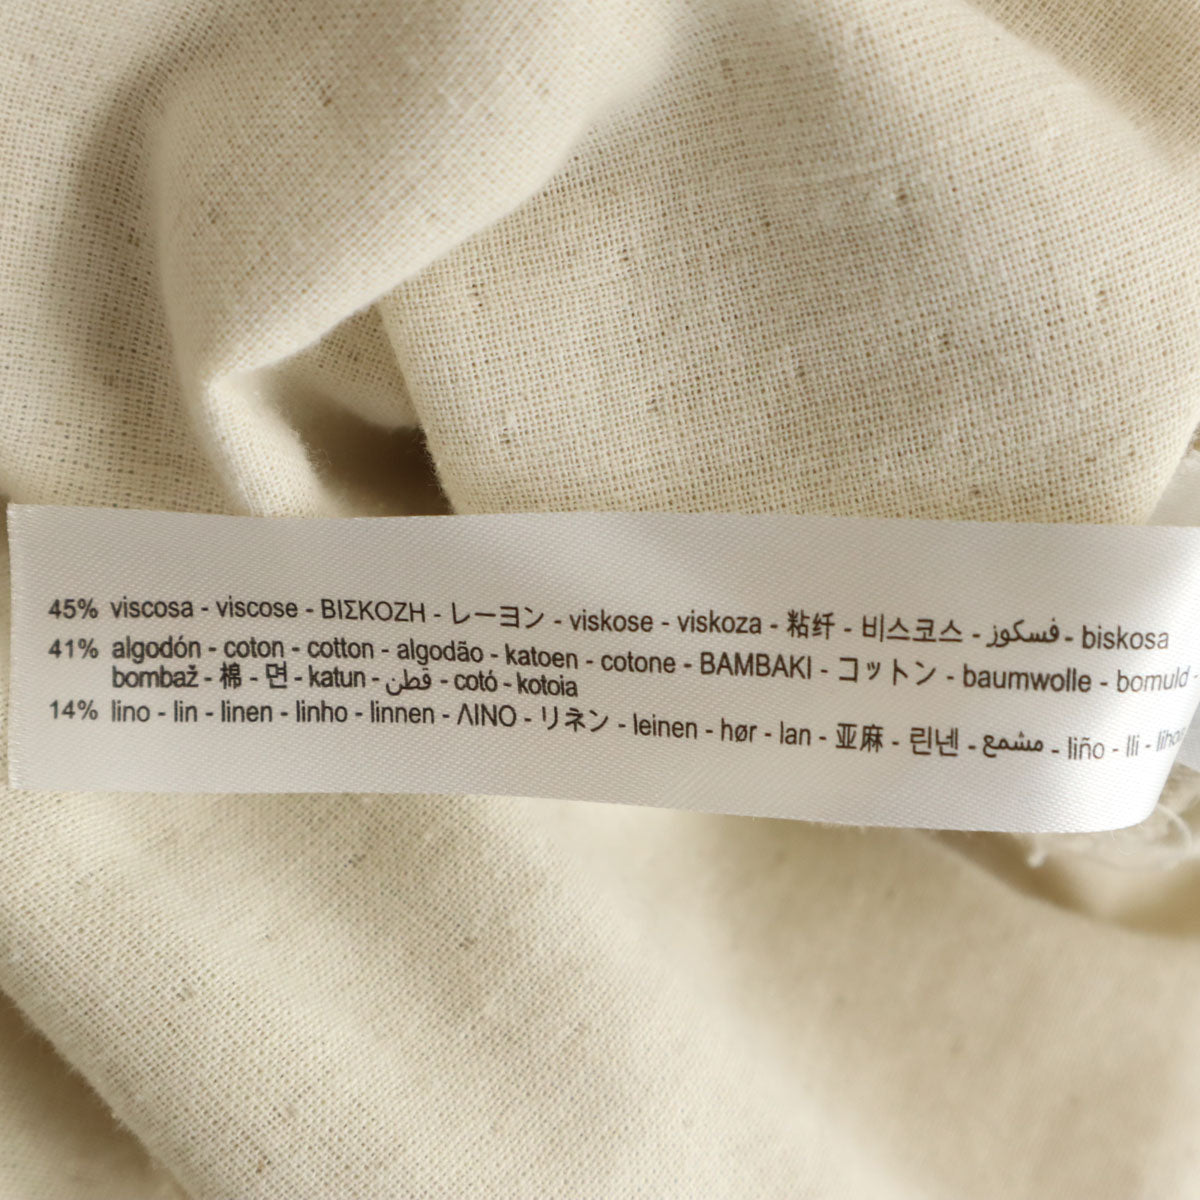 45% viscosa - viscose - ΒΙΣΚΟΖΗ - レーヨン - viskose - viskoza - 粘纤 - 비스코스 - فسكوز - biskosa
41% algodón - coton - cotton - algodão - katoen - cotone - BAMBAKI - コットン - baumwolle - bomuld -
bombaž - 棉 - 면 - katun - قطن - cotó - kotoia
14% lino - lin - linen - linho - linnen - ΛΙΝΟ - リネン - leinen - hør - lan - 亚麻 - 린넨 - مشمع - liño - lli - lihoa